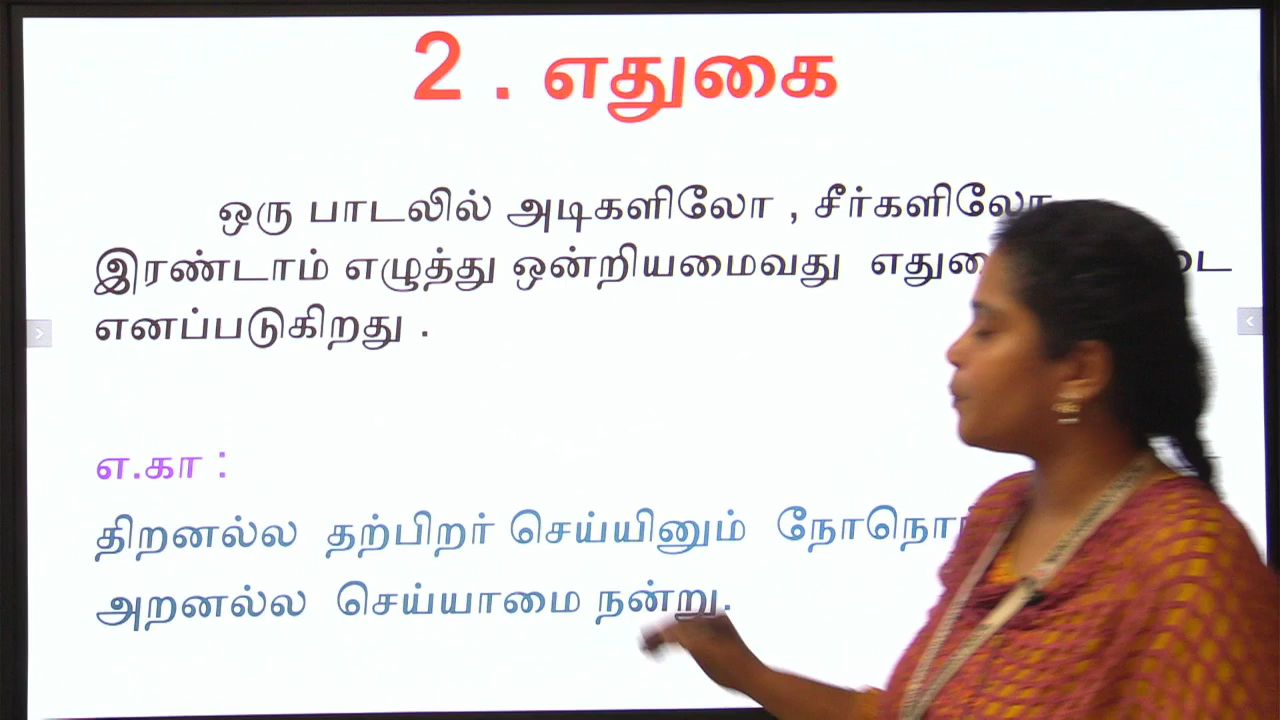 2 . எதுகை
ஒரு பாடலில் அடிகளிலோ , சீர்களிலோ
இரண்டாம் எழுத்து ஒன்றியமைவது
எனப்படுகிறது .
எ.கா :
திறனல்ல தற்பிறர் செய்யினும்
அறனல்ல செய்யாமை நன்று.